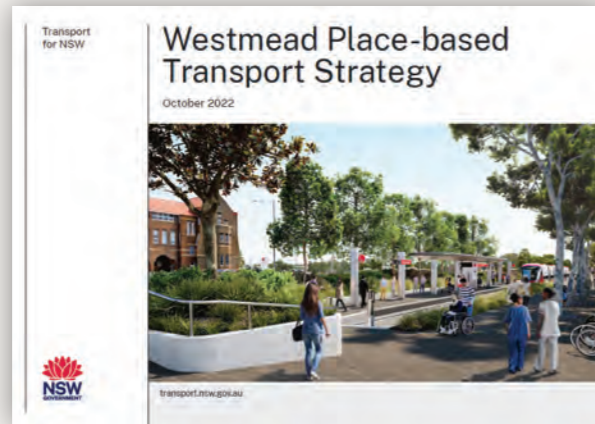 Transport
for NSW
Westmead Place-based
Transport Strategy
October 2022
NSW
GOVERNMENT
transport.nsw.gov.au